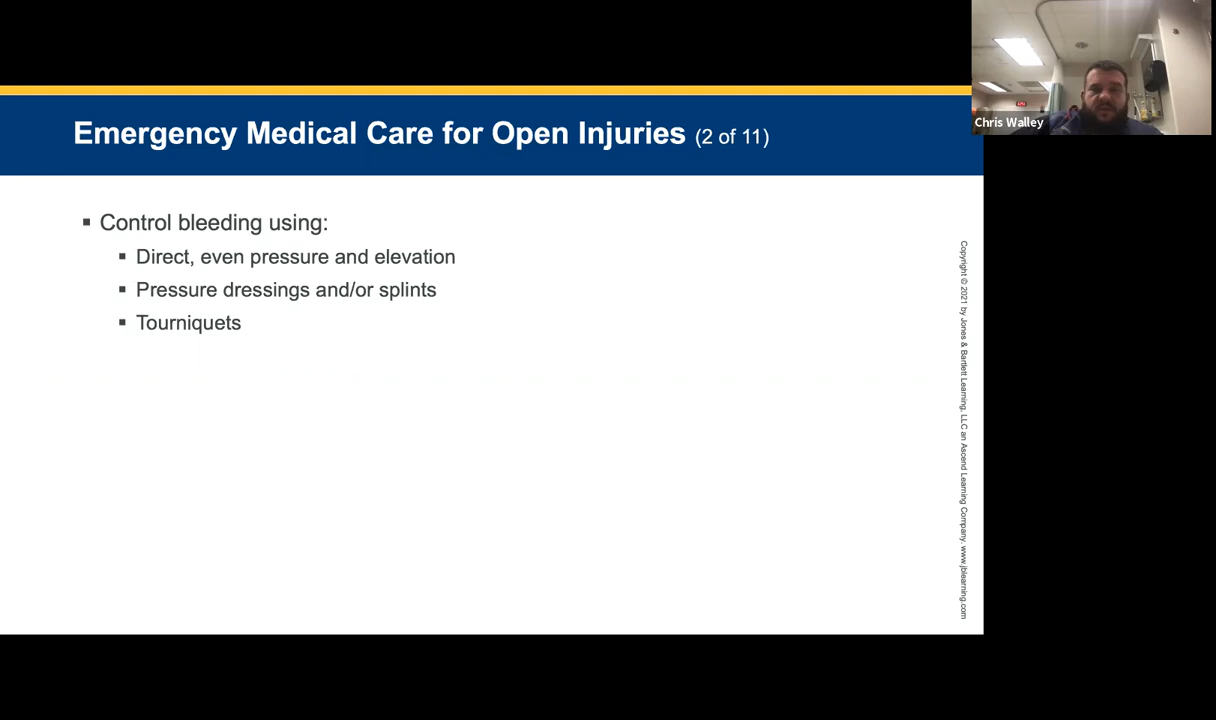 Emergency Medical Care for Open Injuries (2 of 11)
Chris Walley
▪ Control bleeding using:
▪ Direct, even pressure and elevation
▪ Pressure dressings and/or splints
▪ Tourniquets
Copyright © 2021 by Jones & Bartlett Learning, LLC an Ascend Learning Company. www.jblearning.com